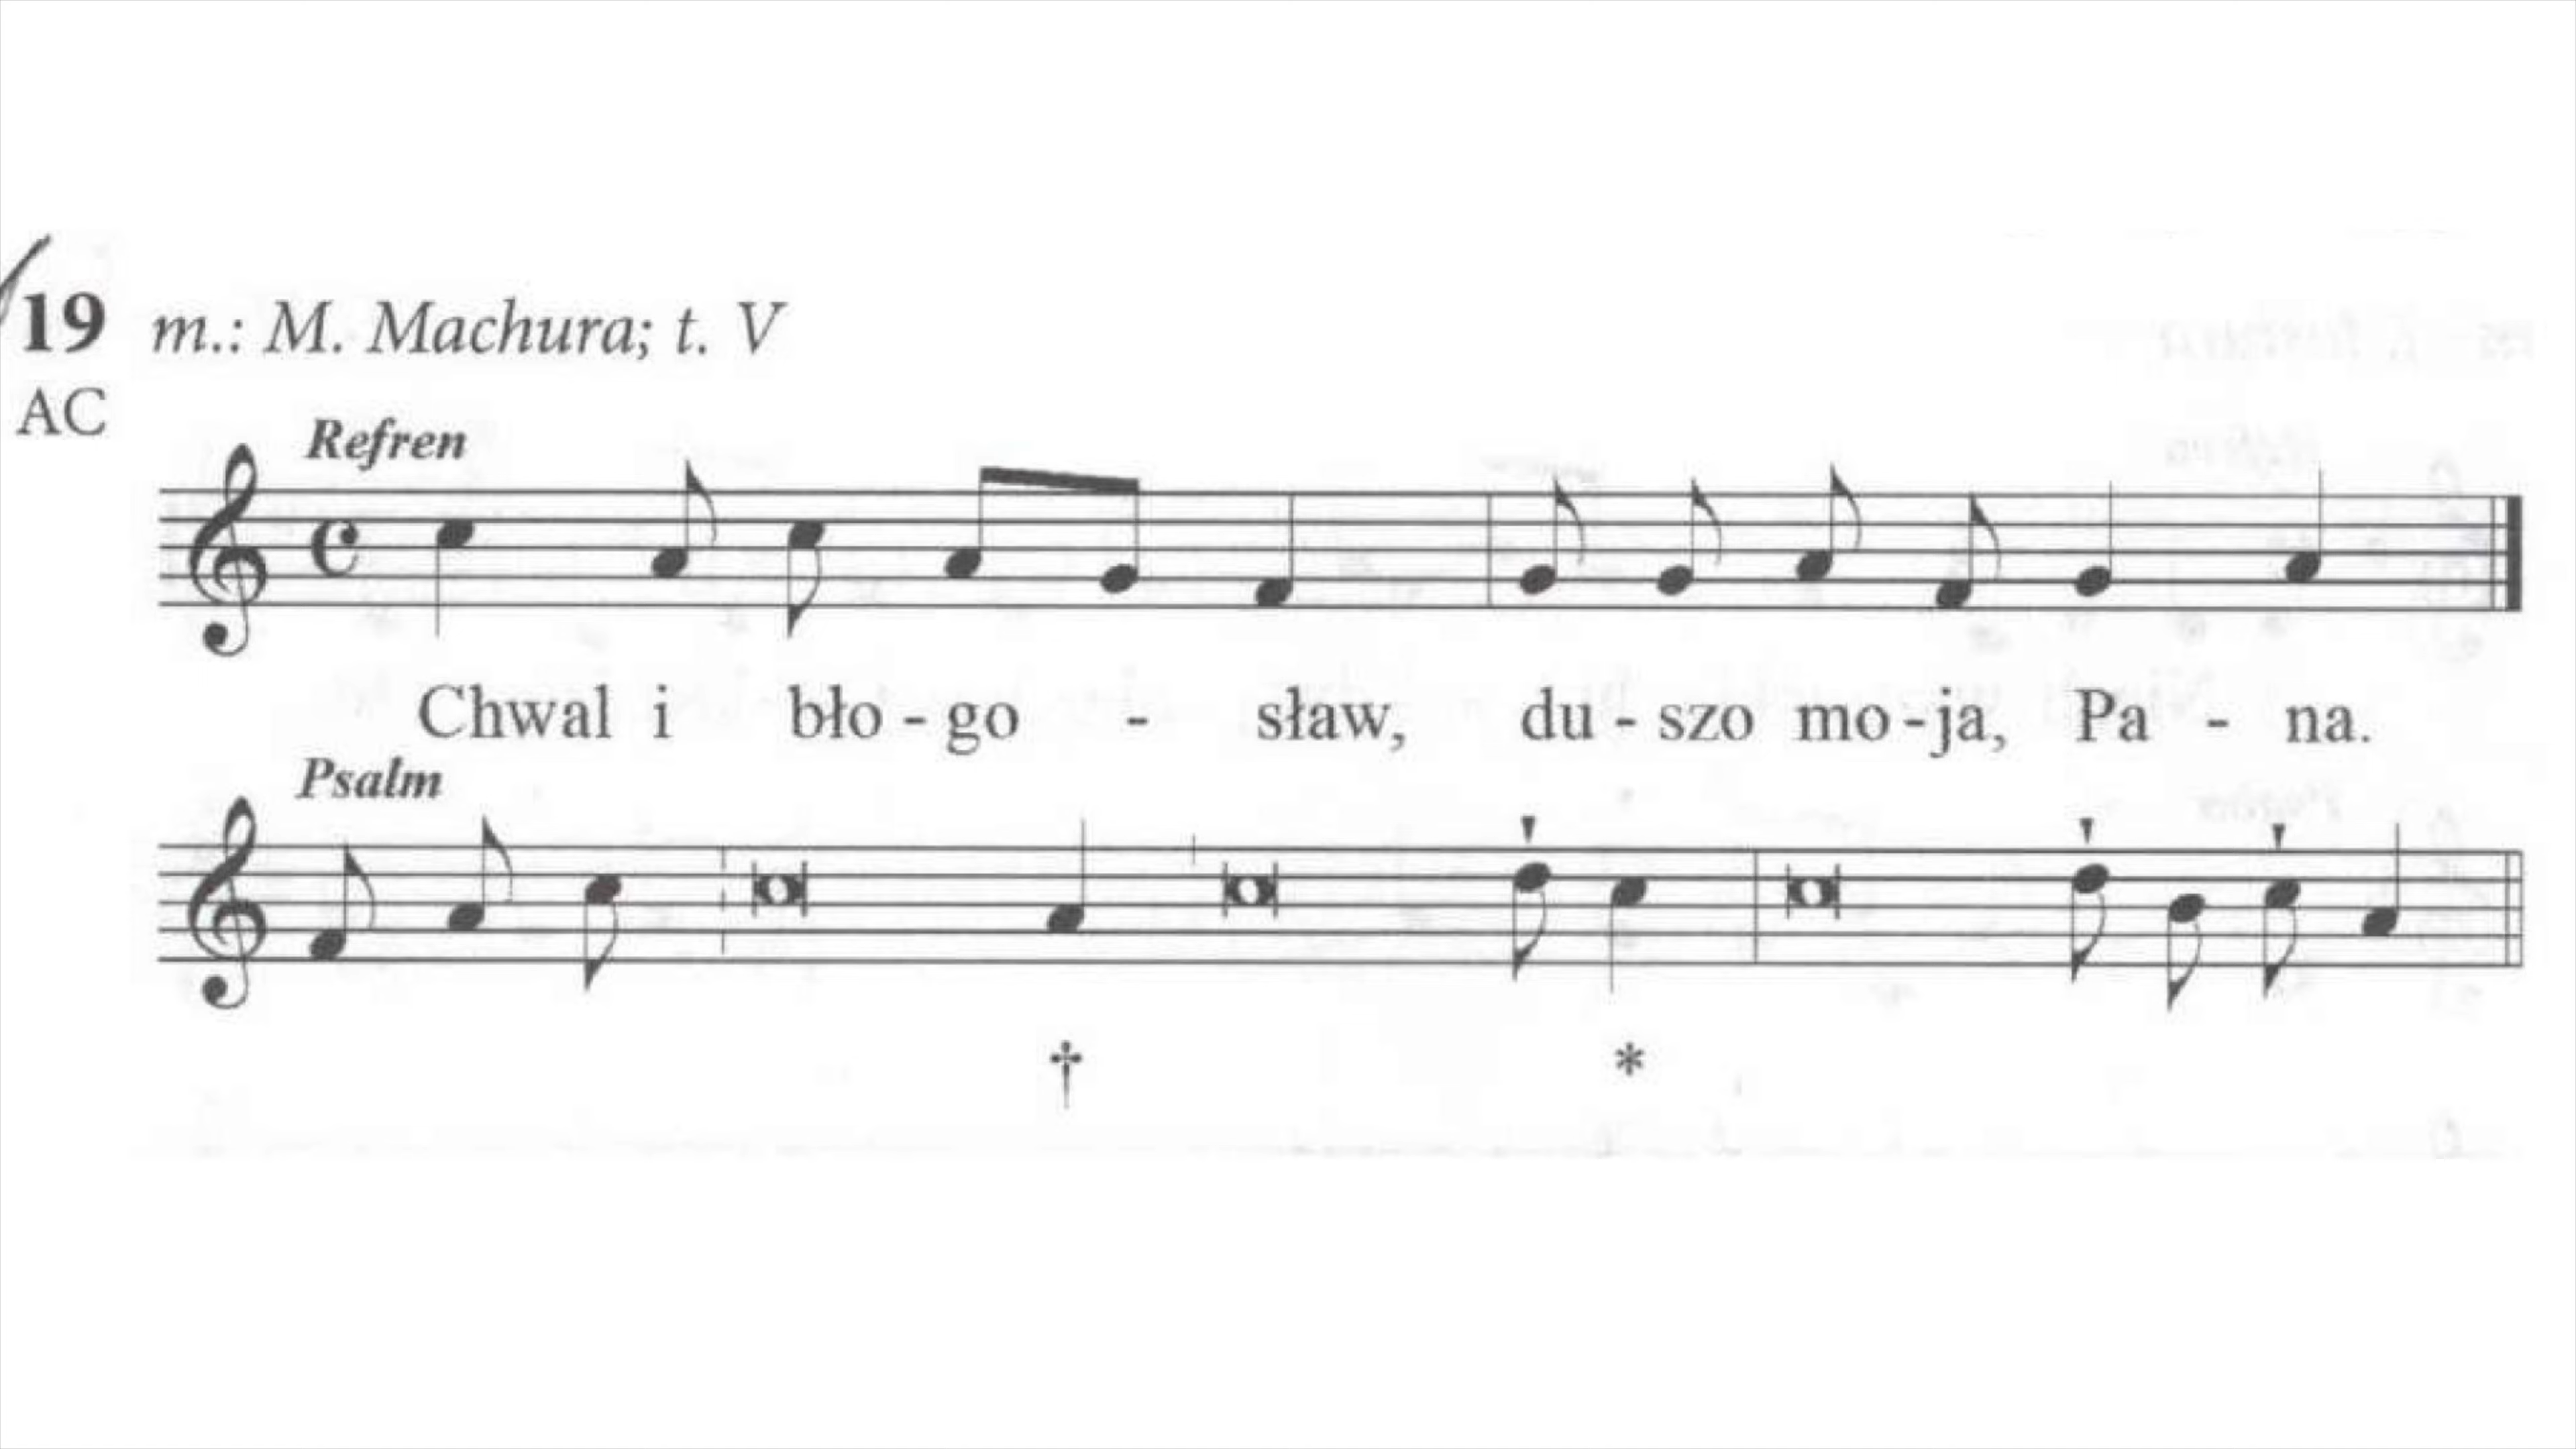 19 m.: M. Machura; t. V
AC
Refren
Chwal i bło - go - sław, du - szo mo - ja, Pa - na.
Psalm
† *